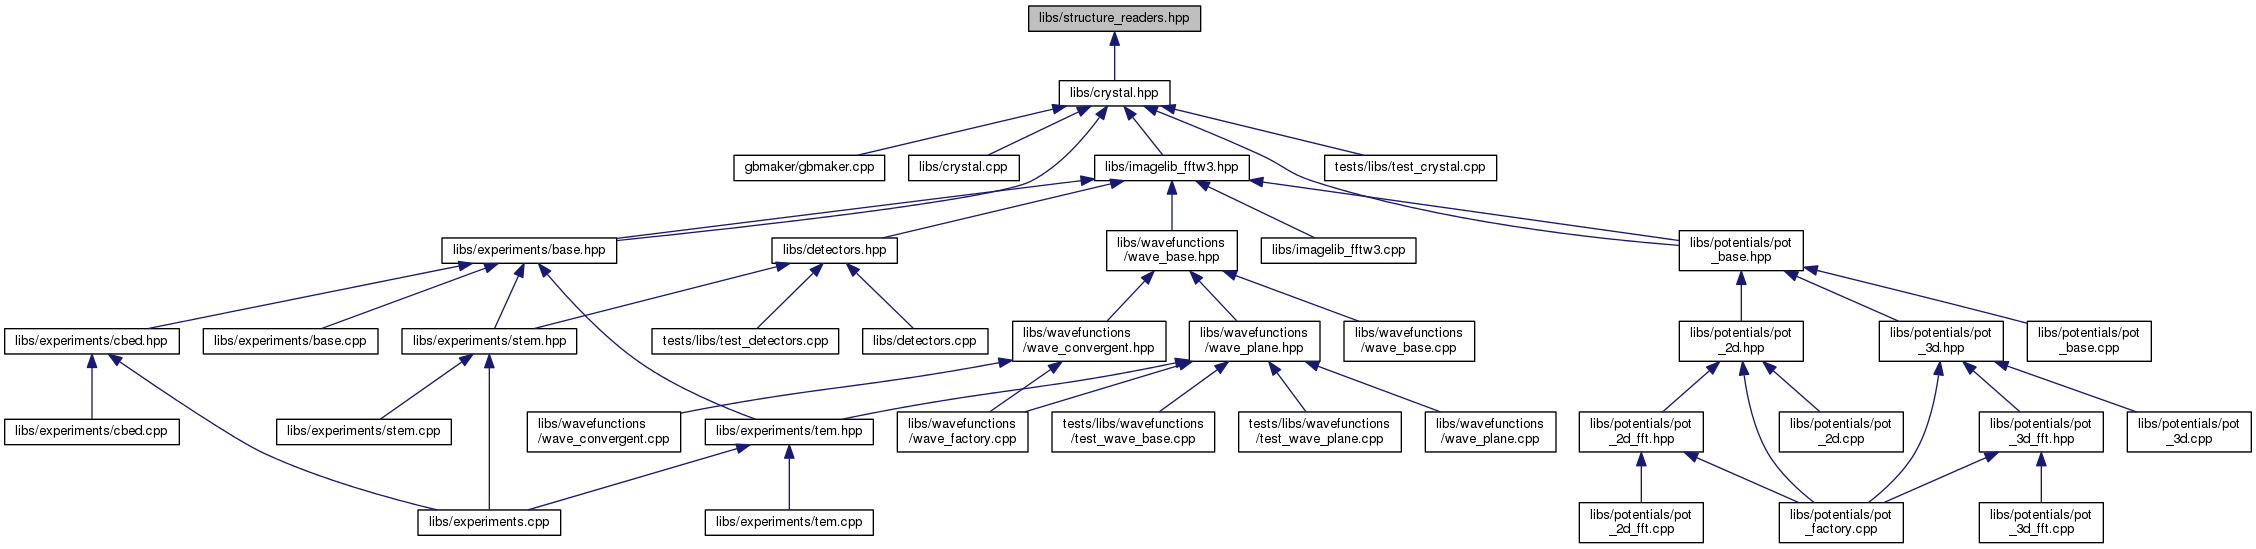 libs/structure_readers.hpp
libs/crystal.hpp
gbmaker/gbmaker.cpp
libs/crystal.cpp
libs/imagelib_fftw3.hpp
tests/libs/test_crystal.cpp
libs/experiments/base.hpp
libs/detectors.hpp
libs/wavefunctions
/wave_base.hpp
libs/imagelib_fftw3.cpp
libs/potentials/pot
_base.hpp
libs/experiments/cbed.hpp
libs/experiments/base.cpp
libs/experiments/stem.hpp
tests/libs/test_detectors.cpp
libs/detectors.cpp
libs/wavefunctions
/wave_convergent.hpp
libs/wavefunctions
/wave_plane.hpp
libs/wavefunctions
/wave_base.cpp
libs/potentials/pot
_2d.hpp
libs/potentials/pot
_3d.hpp
libs/potentials/pot
_base.cpp
libs/experiments/cbed.cpp
libs/experiments/stem.cpp
libs/wavefunctions
/wave_convergent.cpp
libs/experiments/tem.hpp
libs/wavefunctions
/wave_factory.cpp
tests/libs/wavefunctions
/test_wave_base.cpp
tests/libs/wavefunctions
/test_wave_plane.cpp
libs/wavefunctions
/wave_plane.cpp
libs/potentials/pot
_2d_fft.hpp
libs/potentials/pot
_2d.cpp
libs/potentials/pot
_3d_fft.hpp
libs/potentials/pot
_3d.cpp
libs/experiments.cpp
libs/experiments/tem.cpp
libs/potentials/pot
_2d_fft.cpp
libs/potentials/pot
_factory.cpp
libs/potentials/pot
_3d_fft.cpp